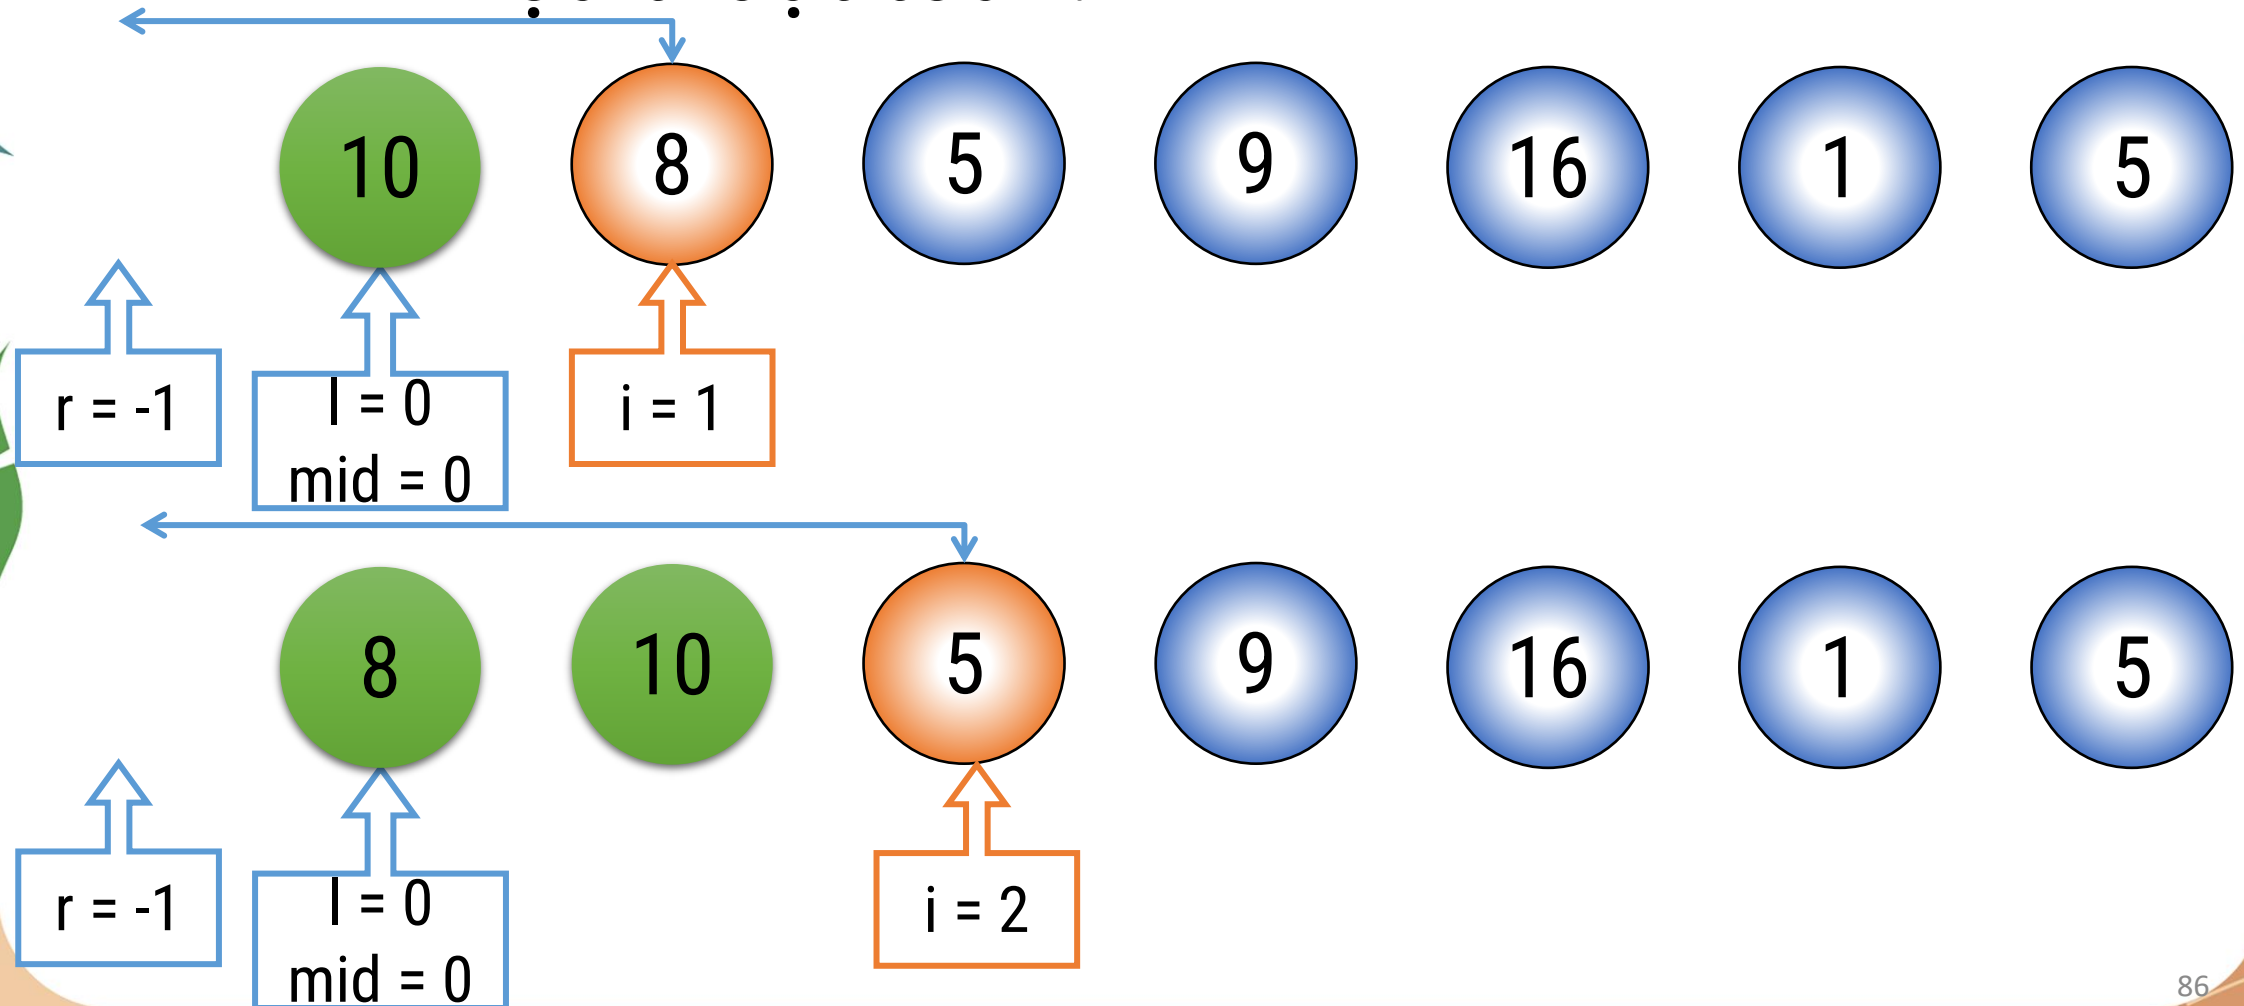 10 8 5 9 16 1 5
r = -1
l = 0
mid = 0
i = 1
8 10 5 9 16 1 5
r = -1
l = 0
mid = 0
i = 2
86